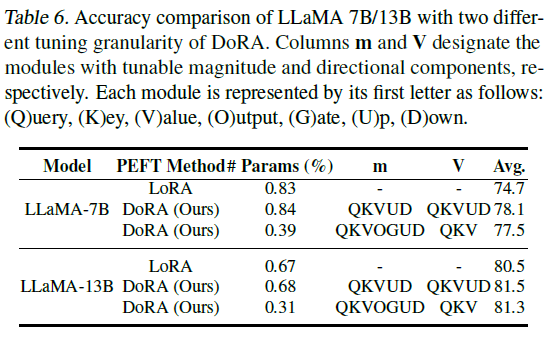 Table 6. Accuracy comparison of LLaMA 7B/13B with two differ-
ent tuning granularity of DoRA. Columns m and V designate the
modules with tunable magnitude and directional components, re-
spectively. Each module is represented by its first letter as follows:
(Q)uery, (K)ey, (V)alue, (O)utput, (G)ate, (U)p, (D)own.
Model PEFT Method # Params (%) m V Avg.
LoRA 0.83 - - 74.7
LLaMA-7B DoRA (Ours) 0.84 QKVUD QKVUD 78.1
DoRA (Ours) 0.39 QKVOGUD QKV 77.5
LoRA 0.67 - - 80.5
LLaMA-13B DoRA (Ours) 0.68 QKVUD QKVUD 81.5
DoRA (Ours) 0.31 QKVOGUD QKV 81.3